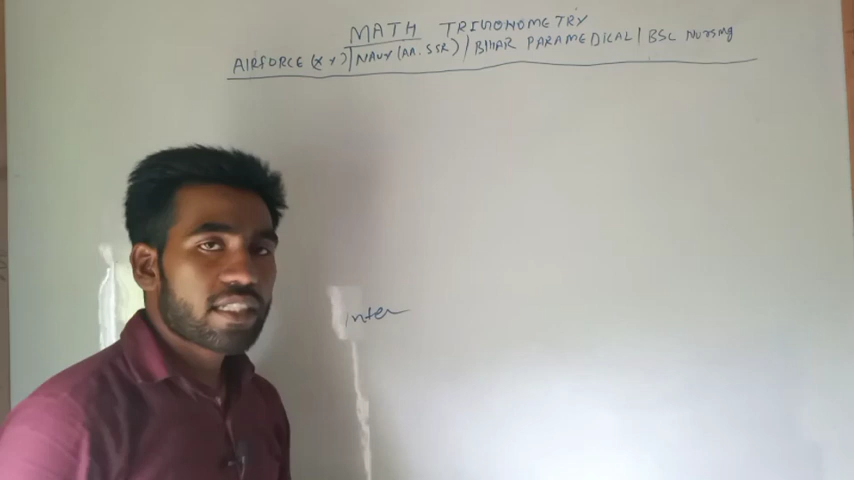 MATH TRIGONOMETRY
AIRFORCE (X Y) | NAVY (AA. SSR) / BIHAR PARAMEDICAL | BSC Nursing
Inter